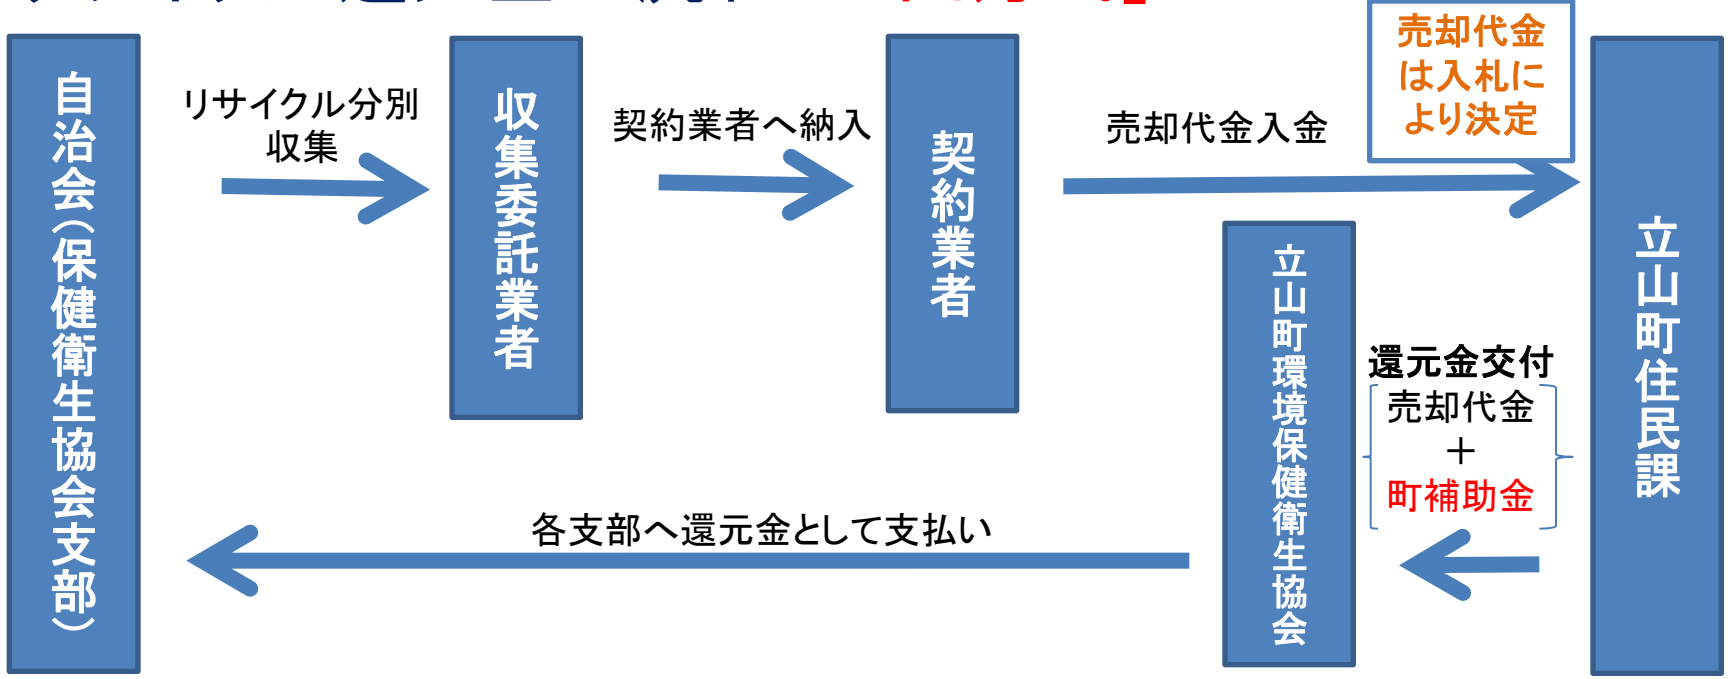 自治会(保健衛生協会支部)
リサイクル分別
収集
収集委託業者
契約業者へ納入
契約業者
売却代金入金
売却代金
は入札に
より決定
立山町住民課
立山町環境保健衛生協会
還元金交付
売却代金
+
町補助金
各支部へ還元金として支払い